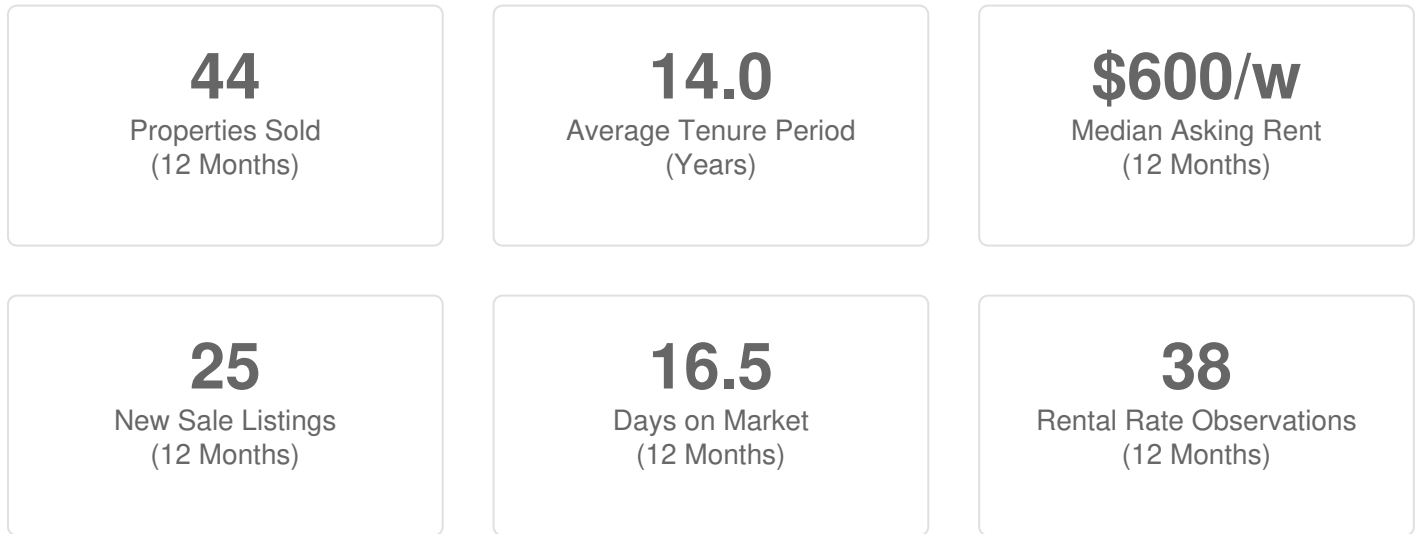 44
Properties Sold
(12 Months)
14.0
Average Tenure Period
(Years)
$600/w
Median Asking Rent
(12 Months)
25
New Sale Listings
(12 Months)
16.5
Days on Market
(12 Months)
38
Rental Rate Observations
(12 Months)